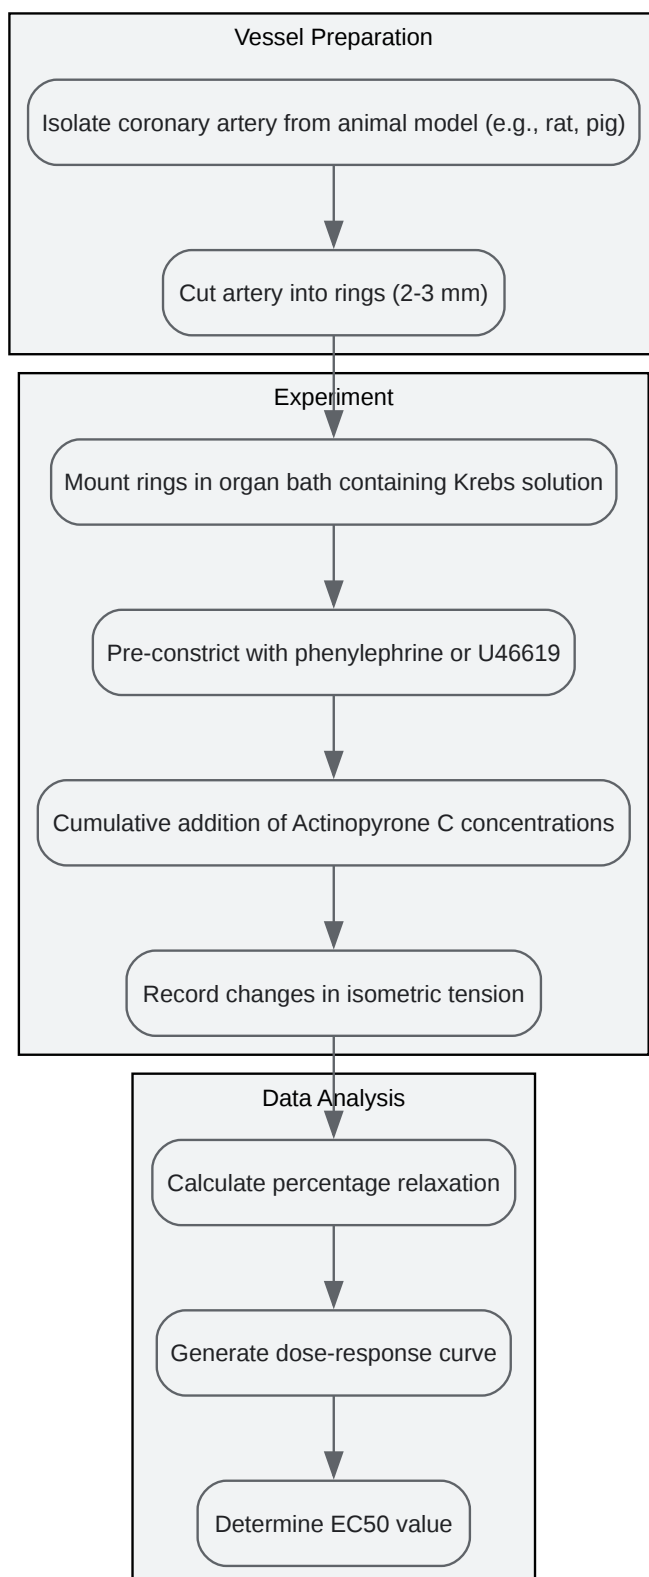 Vessel Preparation
Isolate coronary artery from animal model (e.g., rat, pig)
Cut artery into rings (2-3 mm)
Experiment
Mount rings in organ bath containing Krebs solution
Pre-constrict with phenylephrine or U46619
Cumulative addition of Actinopyrone C concentrations
Record changes in isometric tension
Data Analysis
Calculate percentage relaxation
Generate dose-response curve
Determine EC50 value